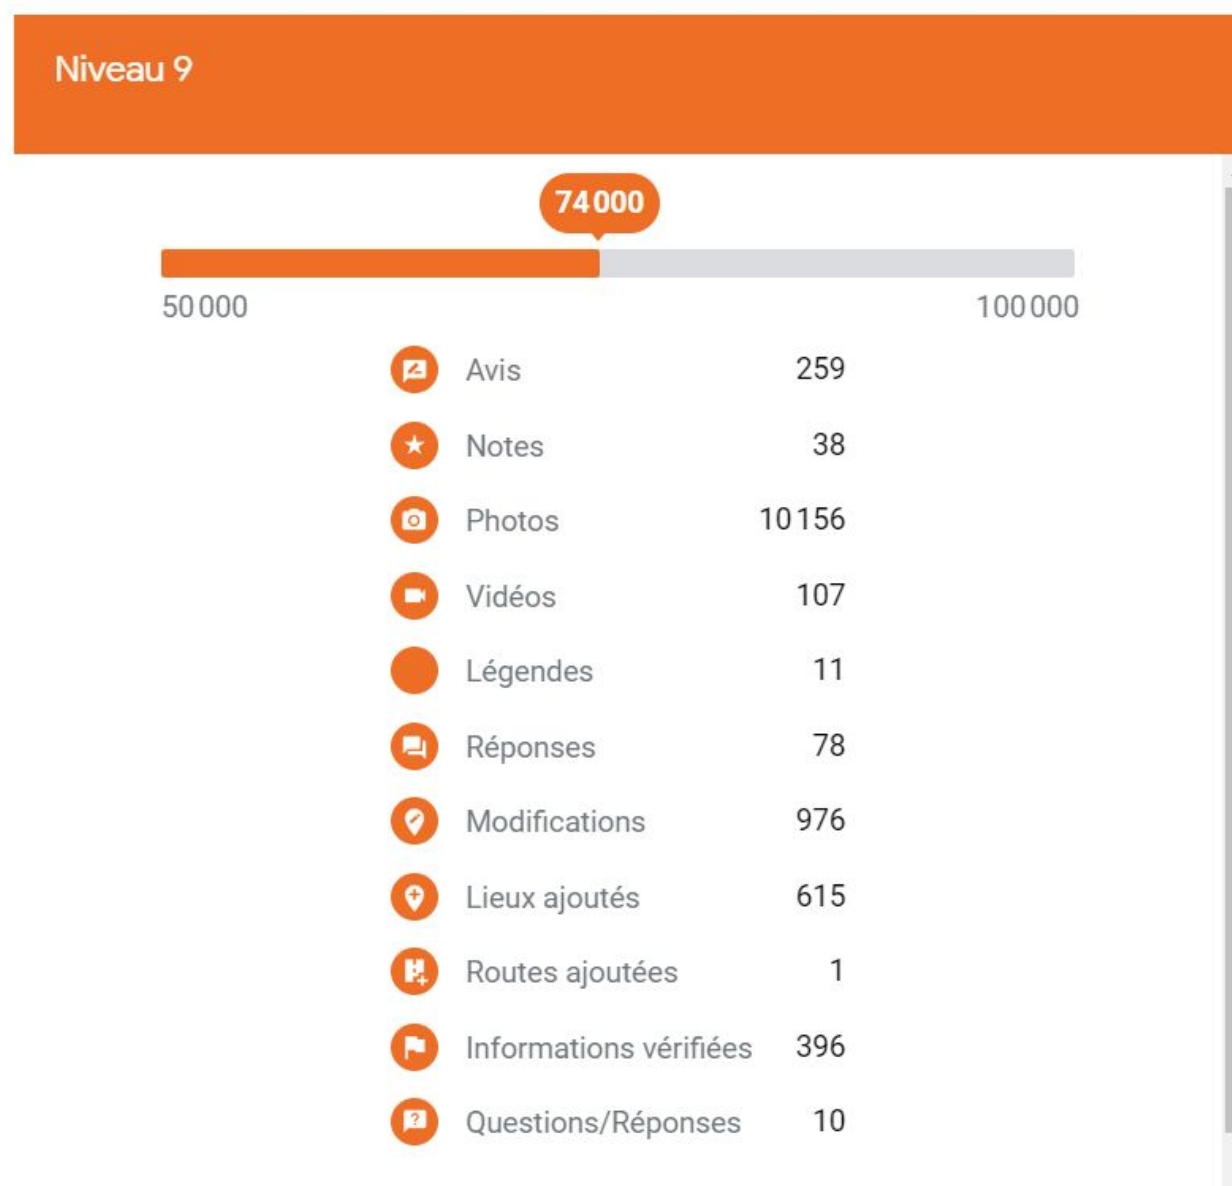 Niveau 9
74 000
50 000 100 000
Avis 259
Notes 38
Photos 10 156
Vidéos 107
Légendes 11
Réponses 78
Modifications 976
Lieux ajoutés 615
Routes ajoutées 1
Informations vérifiées 396
Questions/Réponses 10